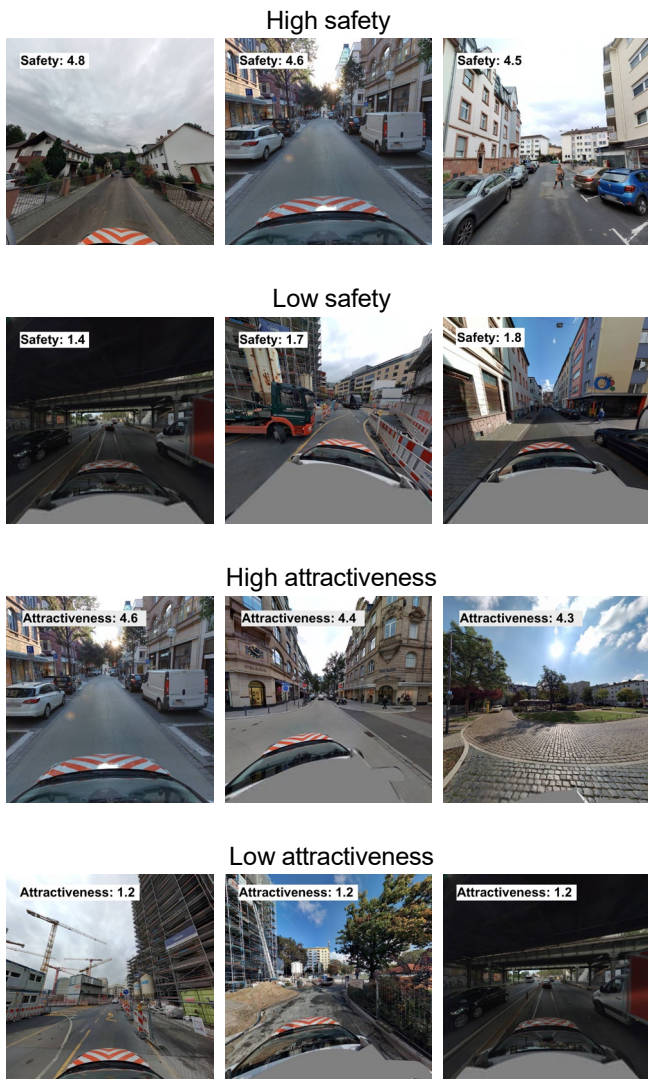 High safety
Safety: 4.8
Safety: 4.6
Safety: 4.5
Low safety
Safety: 1.4
Safety: 1.7
Safety: 1.8
High attractiveness
Attractiveness: 4.6
Attractiveness: 4.4
Attractiveness: 4.3
Low attractiveness
Attractiveness: 1.2
Attractiveness: 1.2
Attractiveness: 1.2